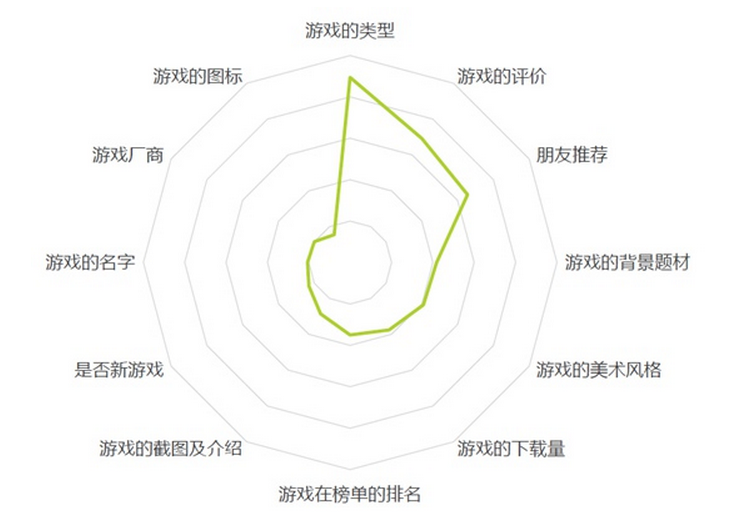 游戏的类型
游戏的图标
游戏的评价
游戏厂商
朋友推荐
游戏的名字
游戏的背景题材
是否新游戏
游戏的美术风格
游戏的截图及介绍
游戏的下载量
游戏在榜单的排名